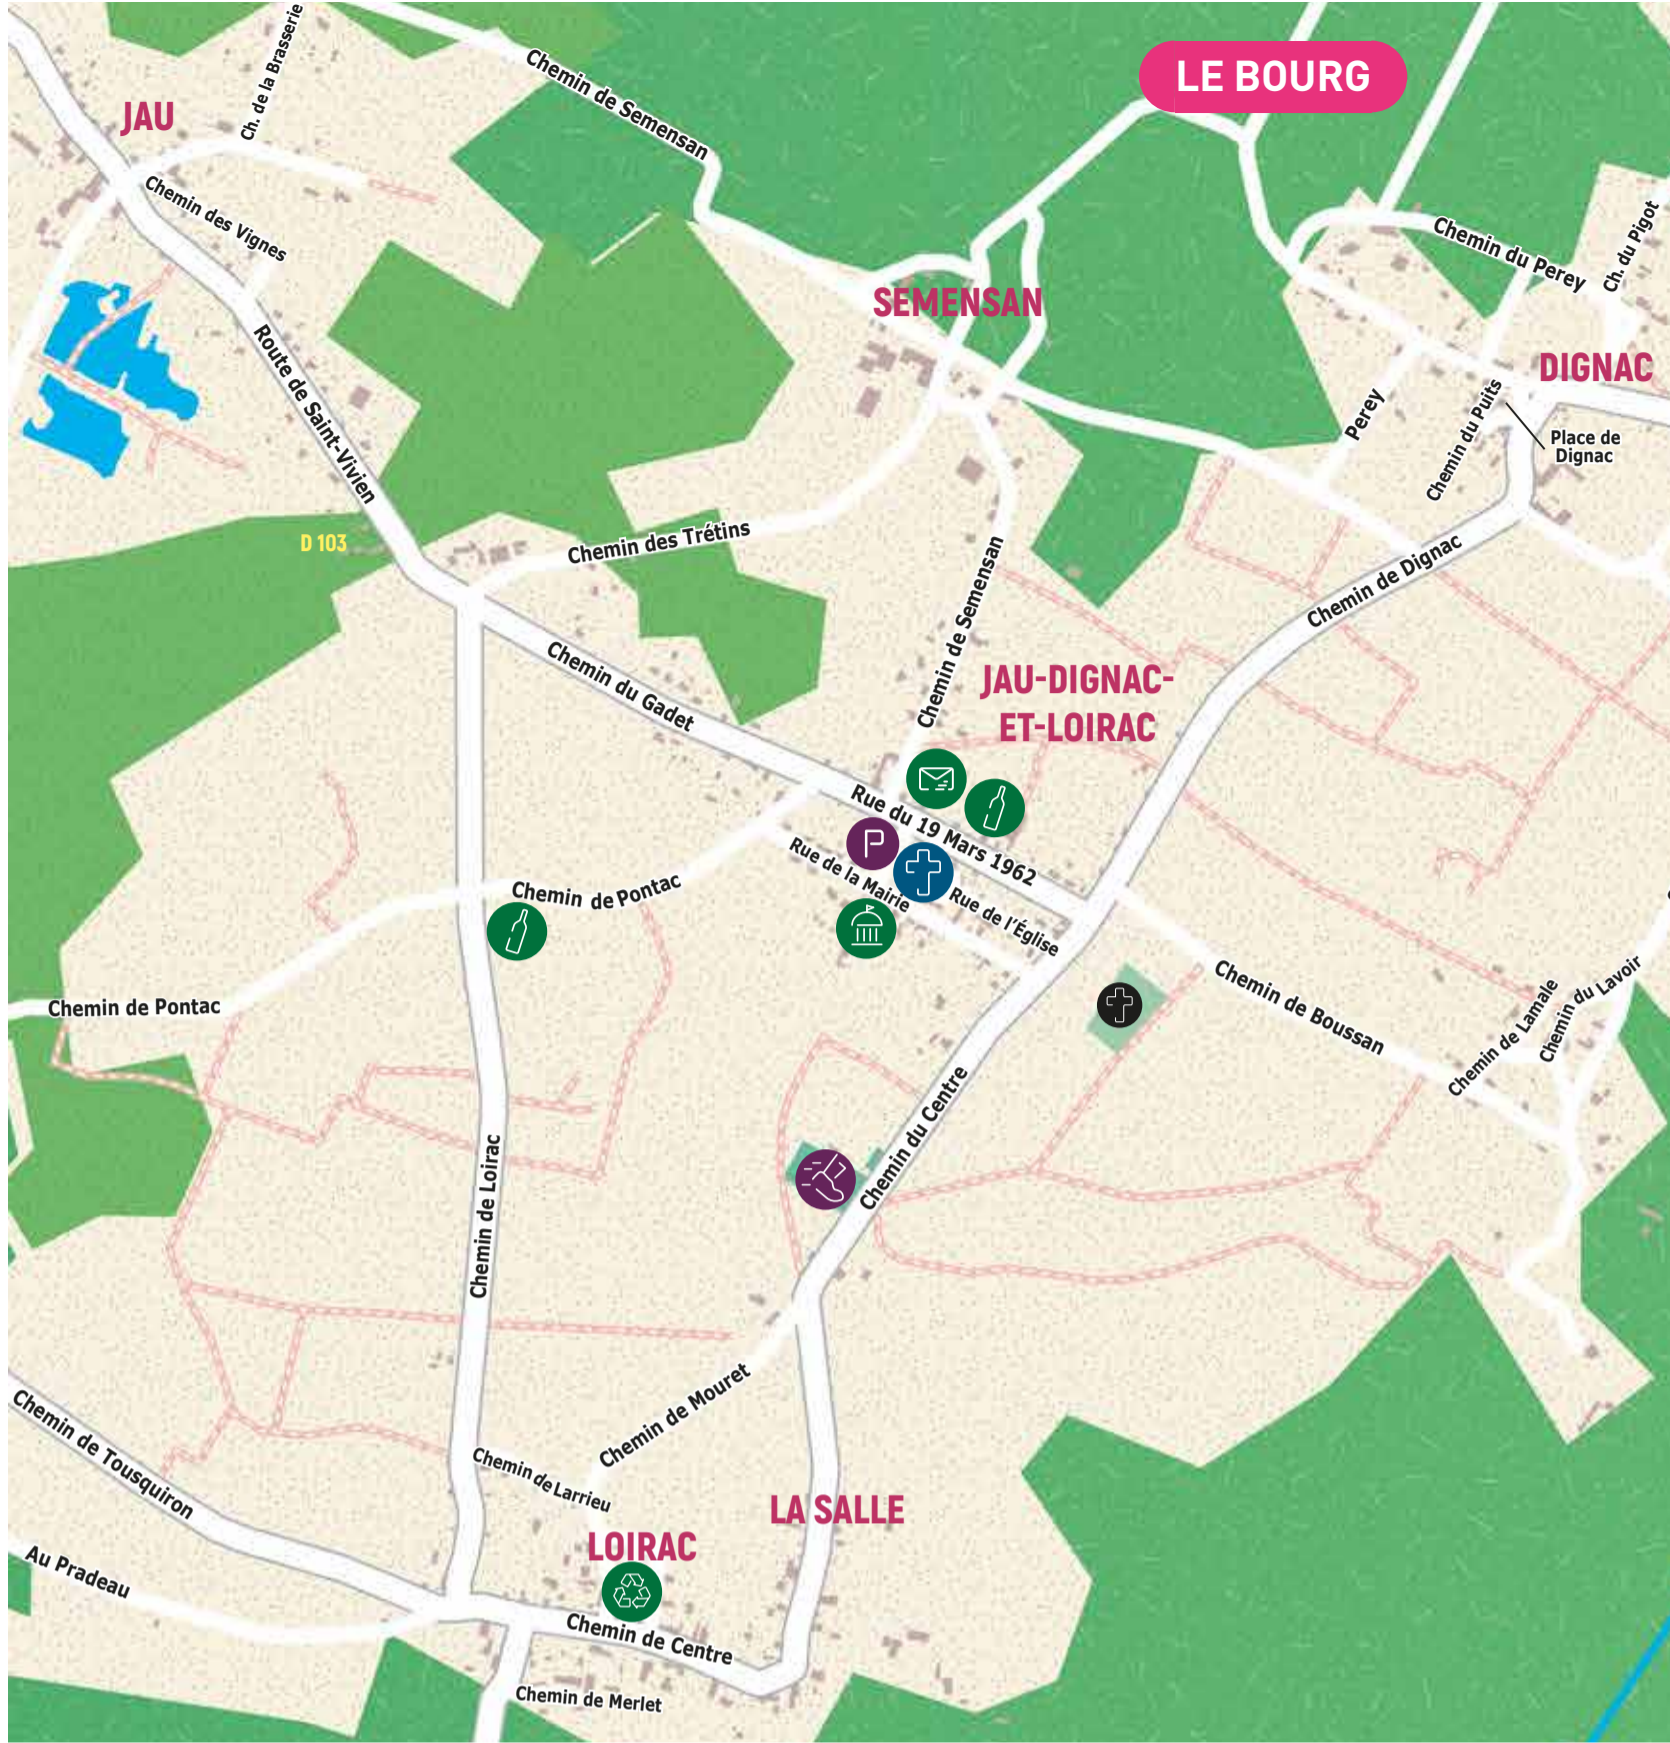 Ch. de la Brasserie
Chemin de Semensan
LE BOURG
JAU
Chemin des Vignes
Ch. du Pigot
Chemin du Perey
SEMENSAN
Route de Saint-Vivien
DIGNAC
Perey
Chemin du Puits
Place de
Dignac
D 103
Chemin des Trétins
Chemin de Dignac
Chemin de Semensan
Chemin du Gadet
JAU-DIGNAC-
ET-LOIRAC
Rue du 19 Mars 1962
P
Rue de la Mairie
Rue de l'Église
Chemin de Pontac
Chemin de Pontac
Chemin de Boussan
Chemin de Lamale
Chemin du Lavoir
Chemin du Centre
Chemin de Loirac
Chemin de Mouret
Chemin de Tousquiron
Chemin de Larrieu
LA SALLE
LOIRAC
Au Pradeau
Chemin de Centre
Chemin de Merlet